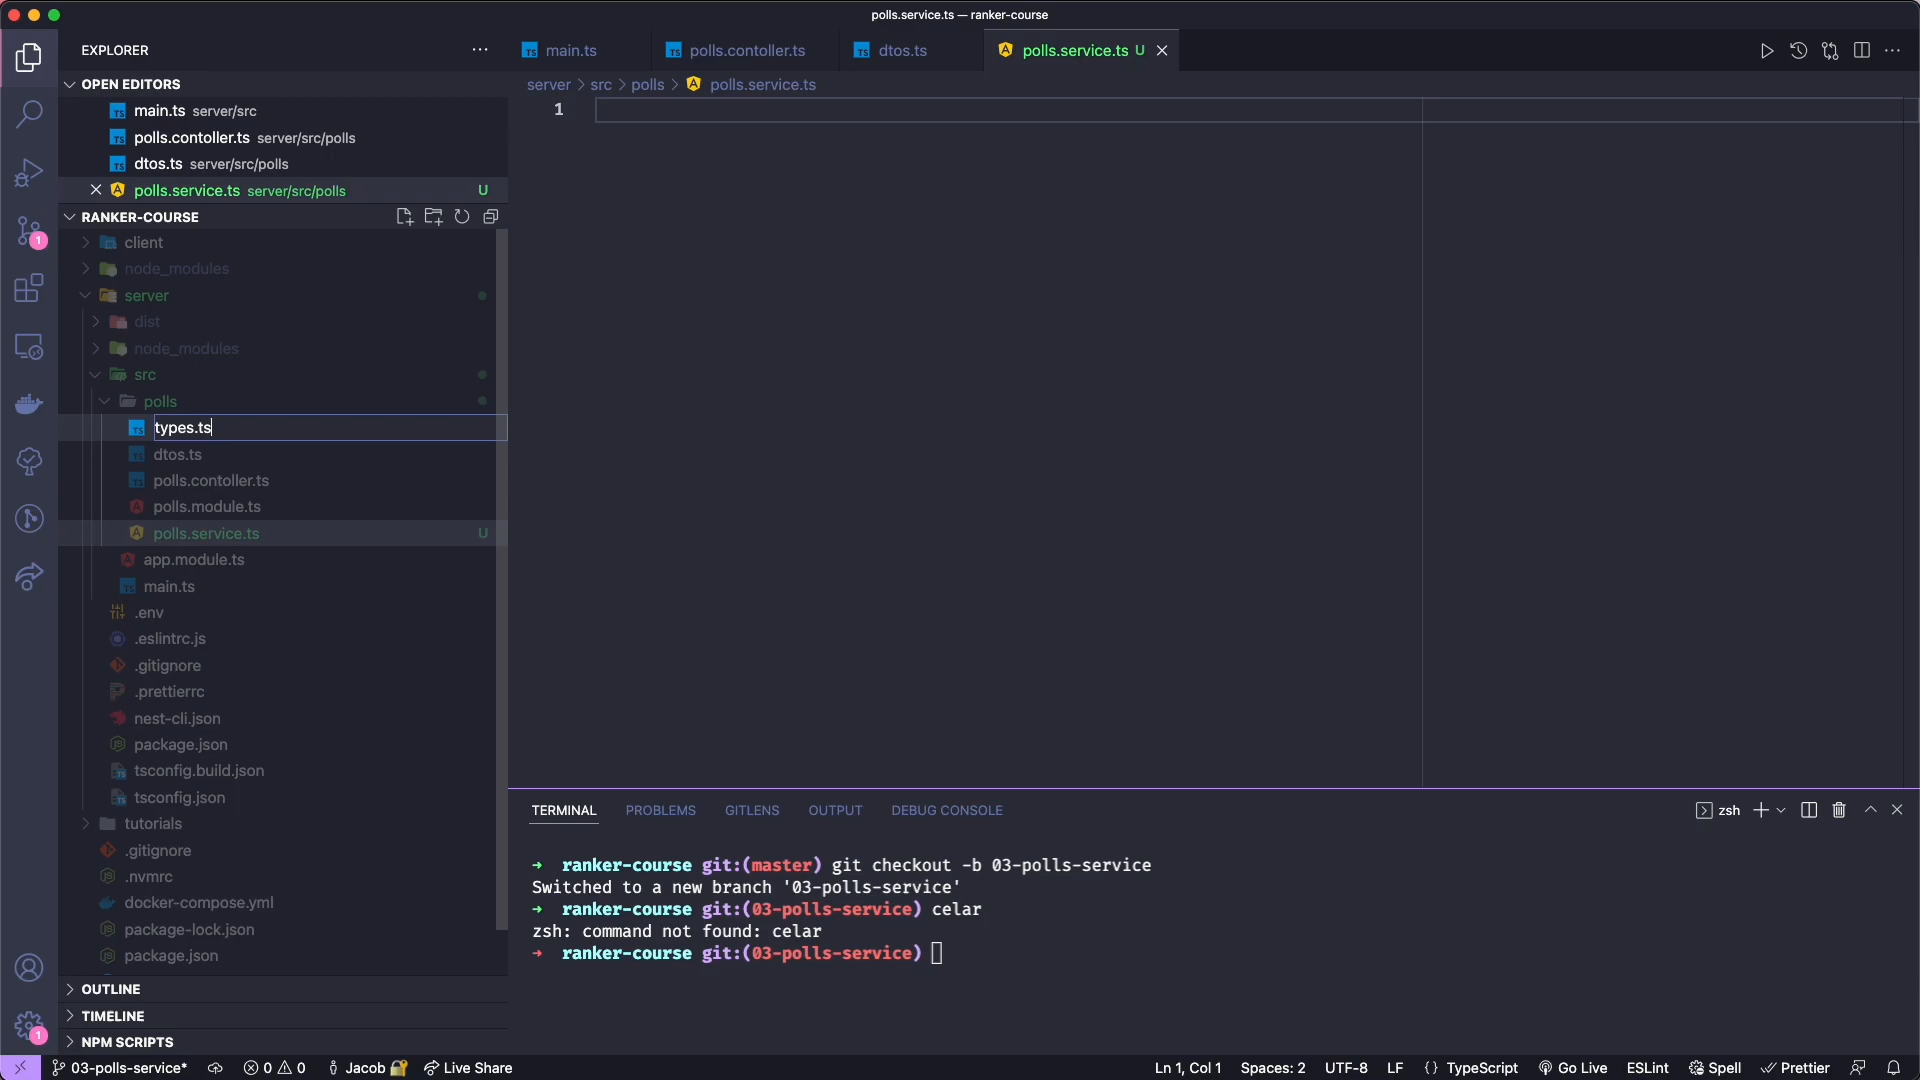 polls.service.ts — ranker-course
EXPLORER
main.ts
polls.contoller.ts
dtos.ts
polls.service.ts U
OPEN EDITORS
server > src > polls > polls.service.ts
main.ts server/src
polls.contoller.ts server/src/polls
dtos.ts server/src/polls
polls.service.ts server/src/polls U
1
RANKER-COURSE
client
node_modules
server
dist
node_modules
src
polls
types.ts
dtos.ts
polls.contoller.ts
polls.module.ts
polls.service.ts U
app.module.ts
main.ts
.env
.eslintrc.js
.gitignore
.prettierrc
nest-cli.json
package.json
tsconfig.build.json
tsconfig.json
tutorials
.gitignore
.nvmrc
docker-compose.yml
package-lock.json
package.json
OUTLINE
TIMELINE
NPM SCRIPTS
1
1
TERMINAL PROBLEMS GITLENS OUTPUT DEBUG CONSOLE
zsh
➜ ranker-course git:(master) git checkout -b 03-polls-service
Switched to a new branch '03-polls-service'
➜ ranker-course git:(03-polls-service) celar
zsh: command not found: celar
➜ ranker-course git:(03-polls-service)
03-polls-service* 0 0 Jacob Live Share Ln 1, Col 1 Spaces: 2 UTF-8 LF {} TypeScript Go Live ESLint Spell Prettier